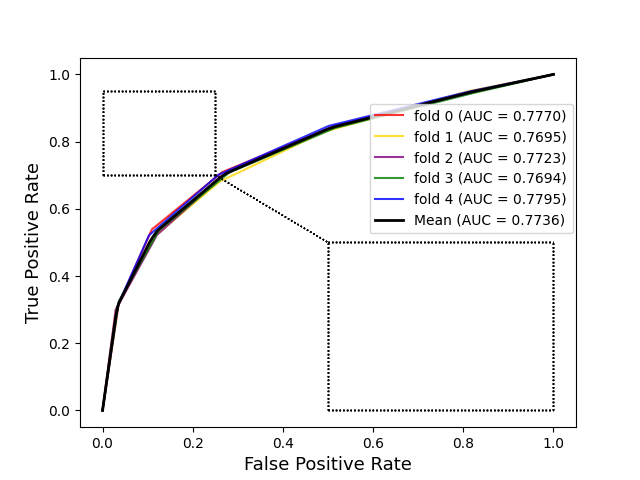 True Positive Rate
1.0
0.8
0.6
0.4
0.2
0.0
fold 0 (AUC = 0.7770)
fold 1 (AUC = 0.7695)
fold 2 (AUC = 0.7723)
fold 3 (AUC = 0.7694)
fold 4 (AUC = 0.7795)
Mean (AUC = 0.7736)
0.0 0.2 0.4 0.6 0.8 1.0
False Positive Rate